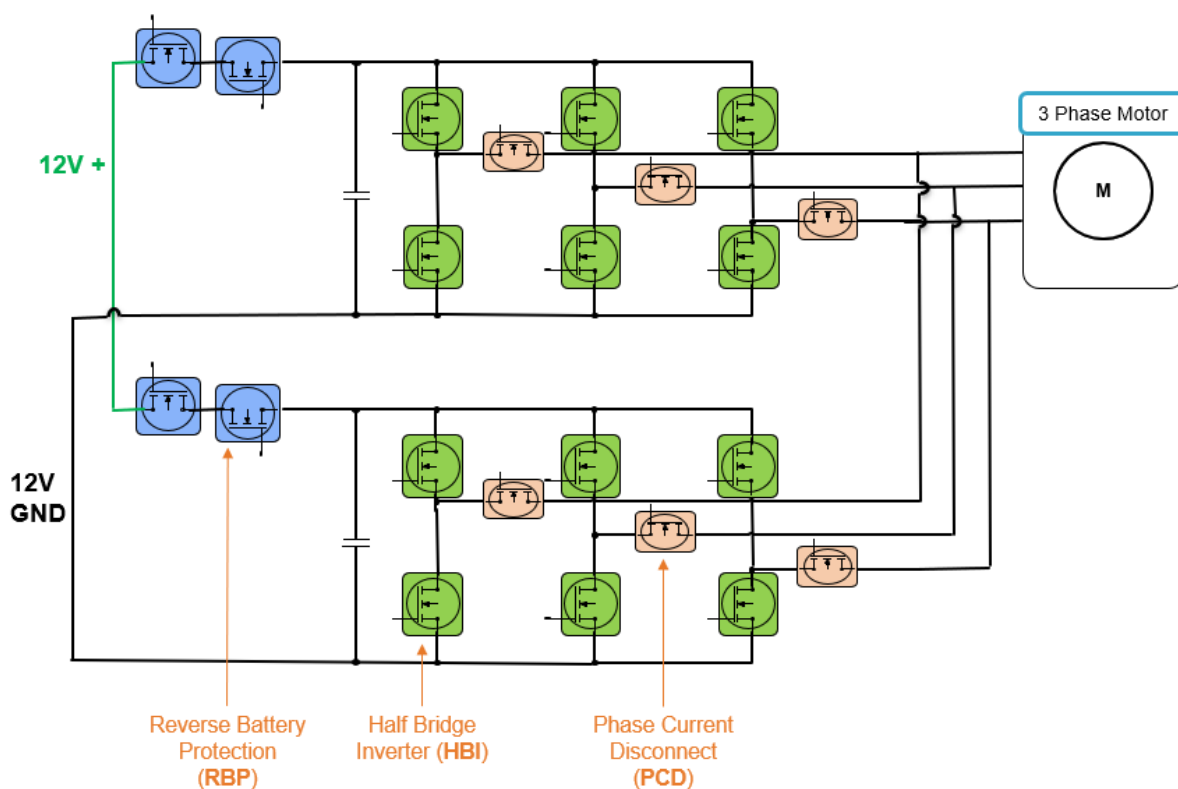 3 Phase Motor
12V +
M
12V
GND
Reverse Battery
Protection
(RBP)
Half Bridge
Inverter (HBI)
Phase Current
Disconnect
(PCD)